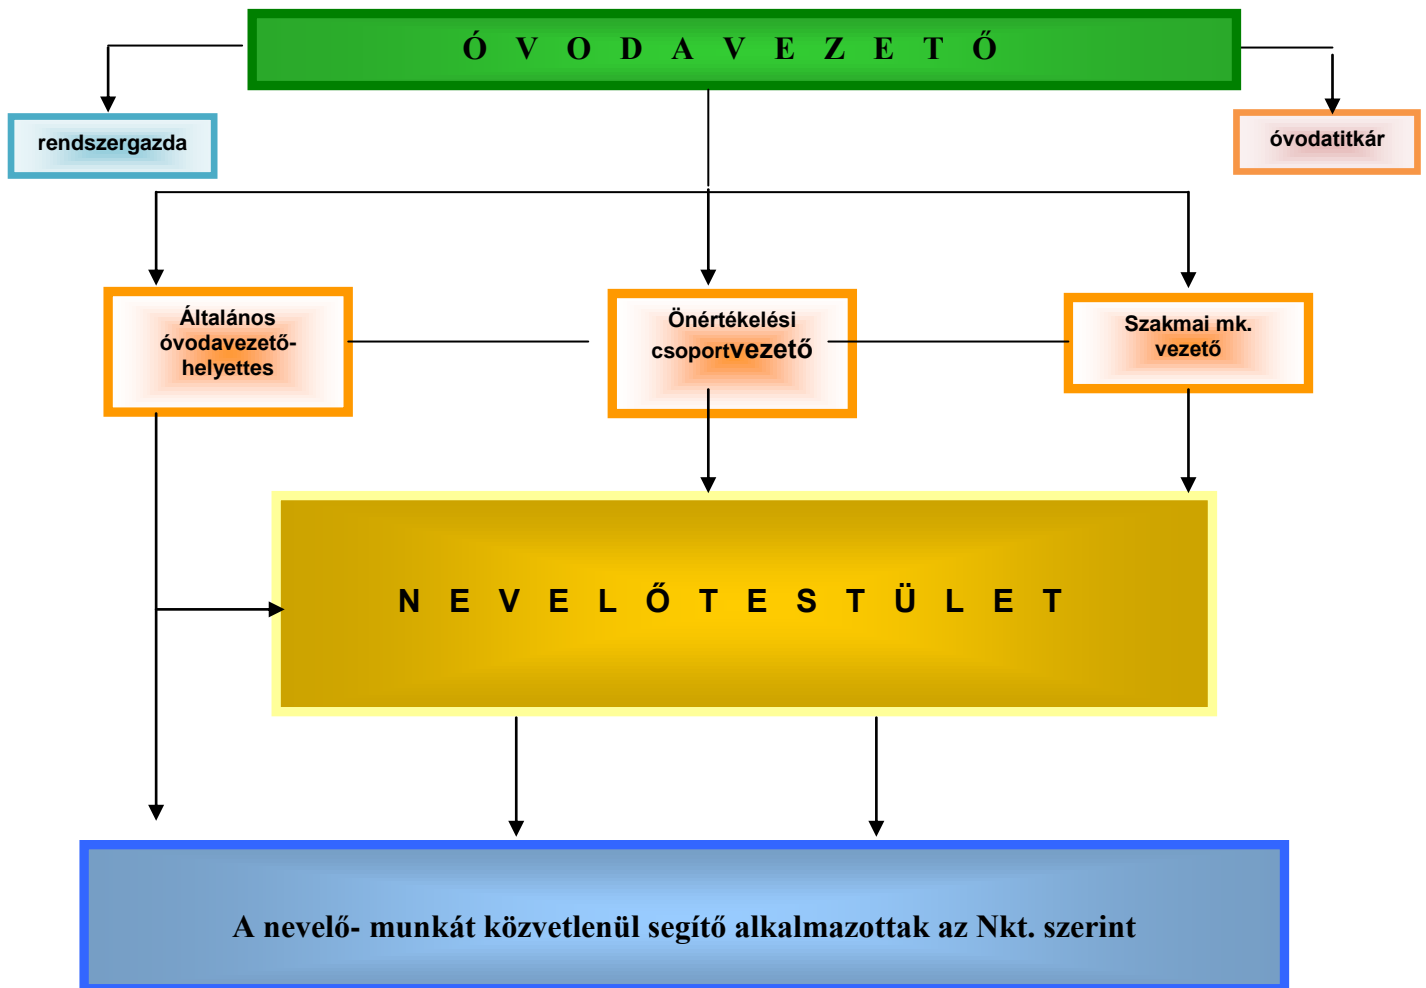 Ó V O D A V E Z E T Ő
rendszergazda
óvodatitkár
Általános
óvodavezető-
helyettes
Önértékelési
csoportvezető
Szakmai mk.
vezető
N E V E L Ő T E S T Ü L E T
A nevelő- munkát közvetlenül segítő alkalmazottak az Nkt. szerint